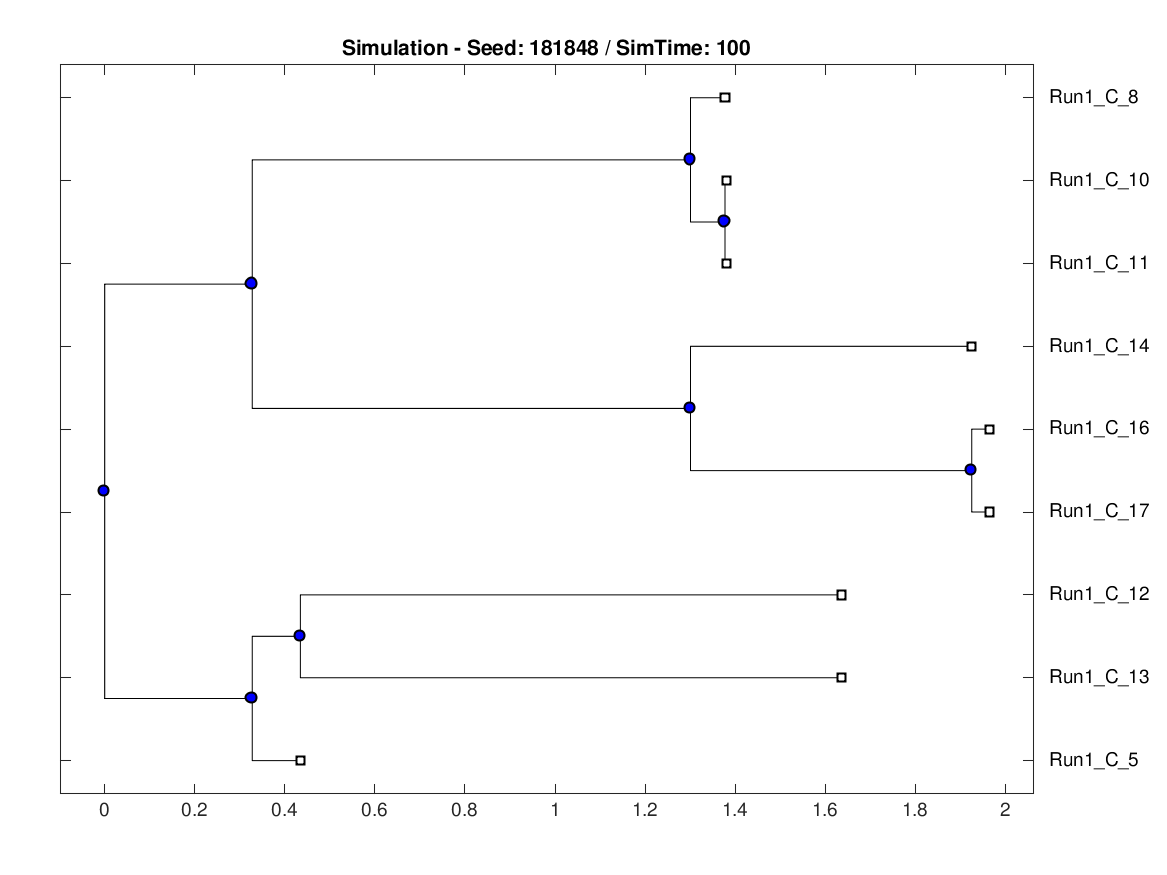 Simulation - Seed: 181848 / SimTime: 100
Run1_C_8
Run1_C_10
Run1_C_11
Run1_C_14
Run1_C_16
Run1_C_17
Run1_C_12
Run1_C_13
Run1_C_5
0 0.2 0.4 0.6 0.8 1 1.2 1.4 1.6 1.8 2